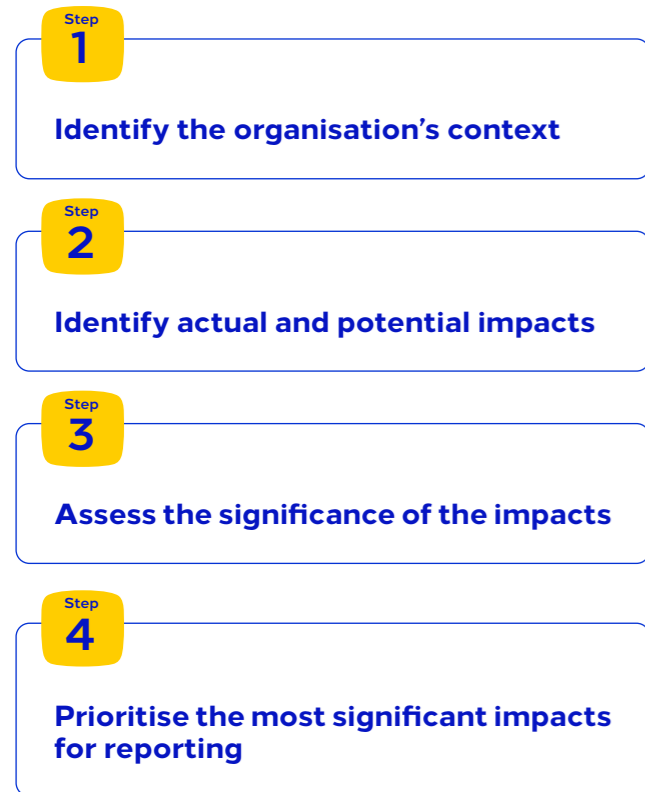 Step
1
Identify the organisation’s context
Step
2
Identify actual and potential impacts
Step
3
Assess the significance of the impacts
Step
4
Prioritise the most significant impacts
for reporting